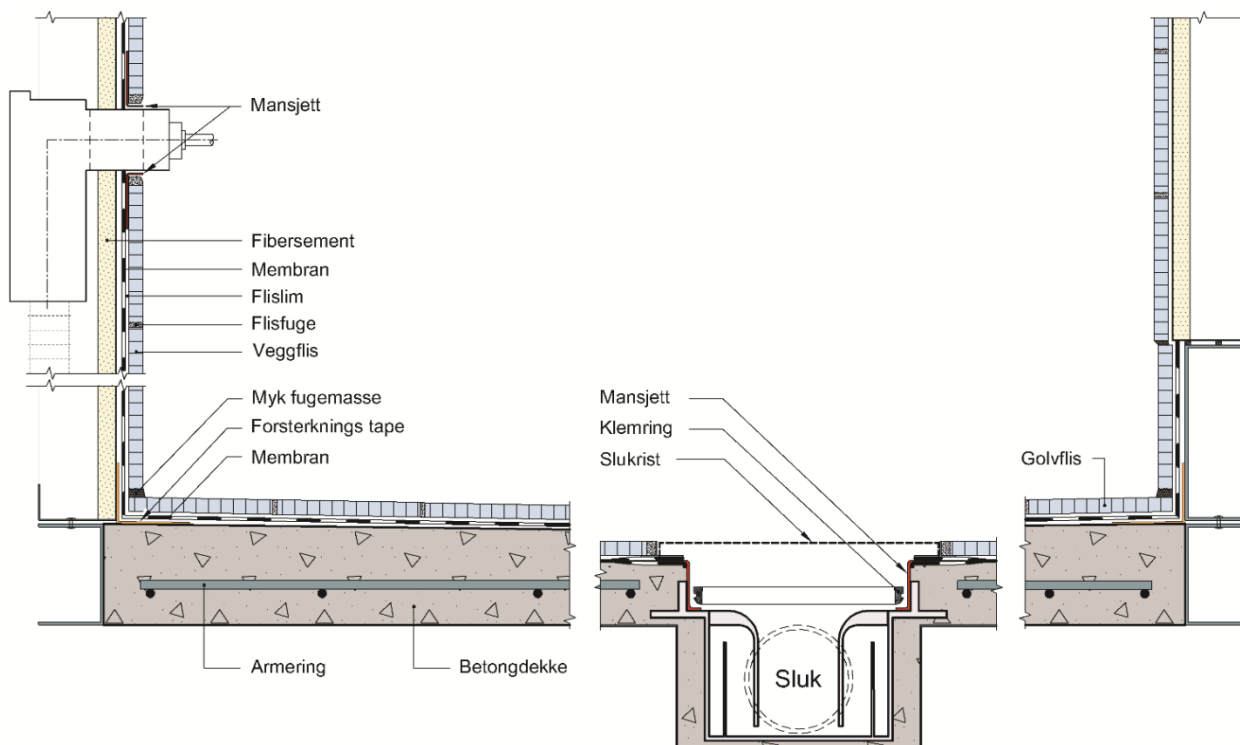 Mansjett
Fibersement
Membran
Flislim
Flisfuge
Veggflis
Myk fugemasse
Forsterknings tape
Membran
Mansjett
Klemring
Slukrist
Golvflis
Armering
Betongdekke
Sluk